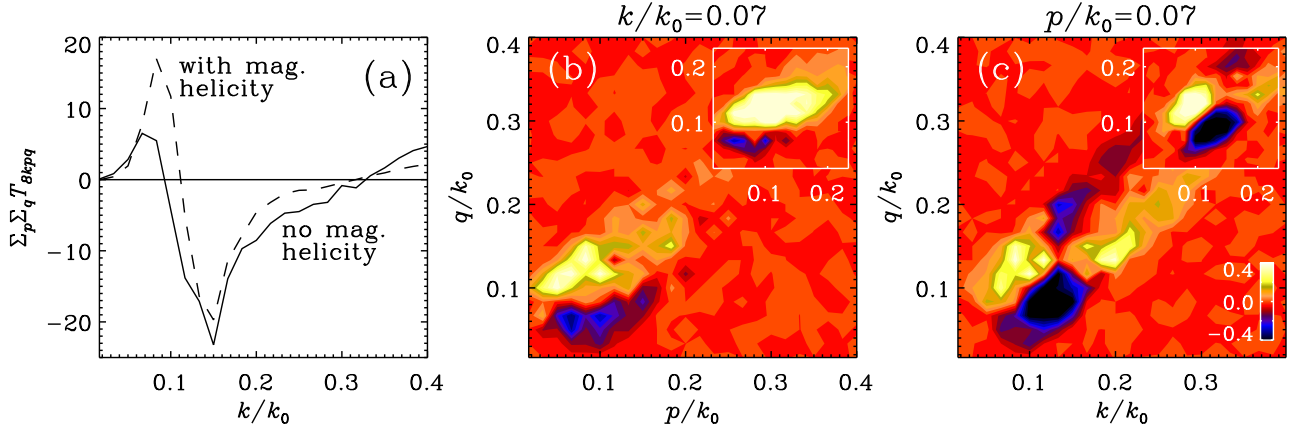 k/k₀=0.07
p/k₀=0.07
20
10
0
−10
−20
ΣₚΣ_q T_Bkpq
with mag.
helicity
no mag.
helicity
(a)
0.1
0.2
0.3
0.4
k/k₀
0.4
0.3
0.2
0.1
q/k₀
(b)
0.2
0.1
0.1
0.2
0.1
0.2
0.3
0.4
p/k₀
0.4
0.3
0.2
0.1
q/k₀
(c)
0.2
0.1
0.1
0.2
0.4
0.0
−0.4
0.1
0.2
0.3
k/k₀